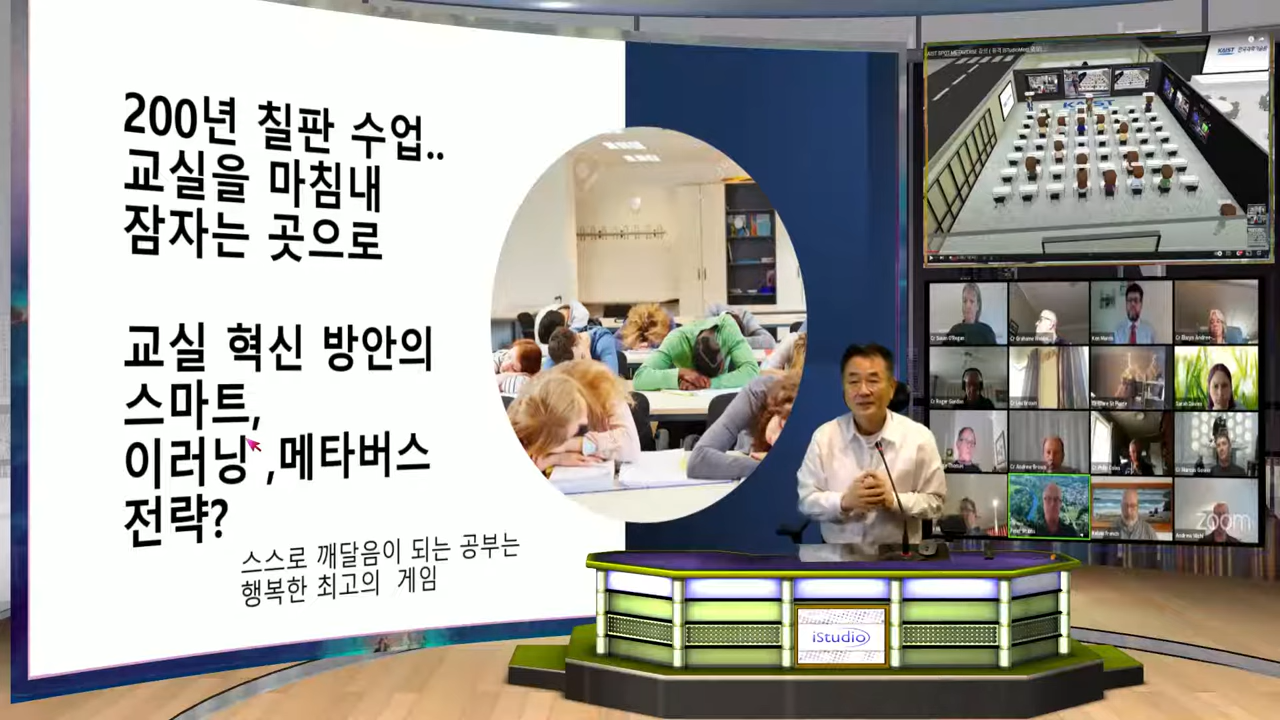 200년 칠판 수업..
교실을 마침내
잠자는 곳으로
교실 혁신 방안의
스마트,
이러닝 ,메타버스
전략?
스스로 깨달음이 되는 공부는
행복한 최고의 게임
iStudio
KAIST
KAIST
zoom